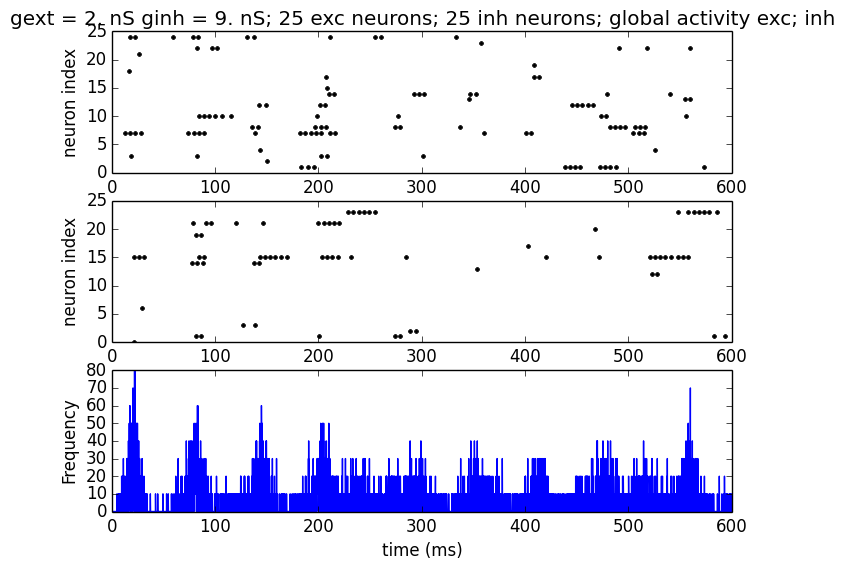 gext = 2. nS ginh = 9. nS; 25 exc neurons; 25 inh neurons; global activity exc; inh
25
20
15
10
5
0
neuron index
0 100 200 300 400 500 600
25
20
15
10
5
0
neuron index
0 100 200 300 400 500 600
80
70
60
50
40
30
20
10
0
Frequency
0 100 200 300 400 500 600
time (ms)